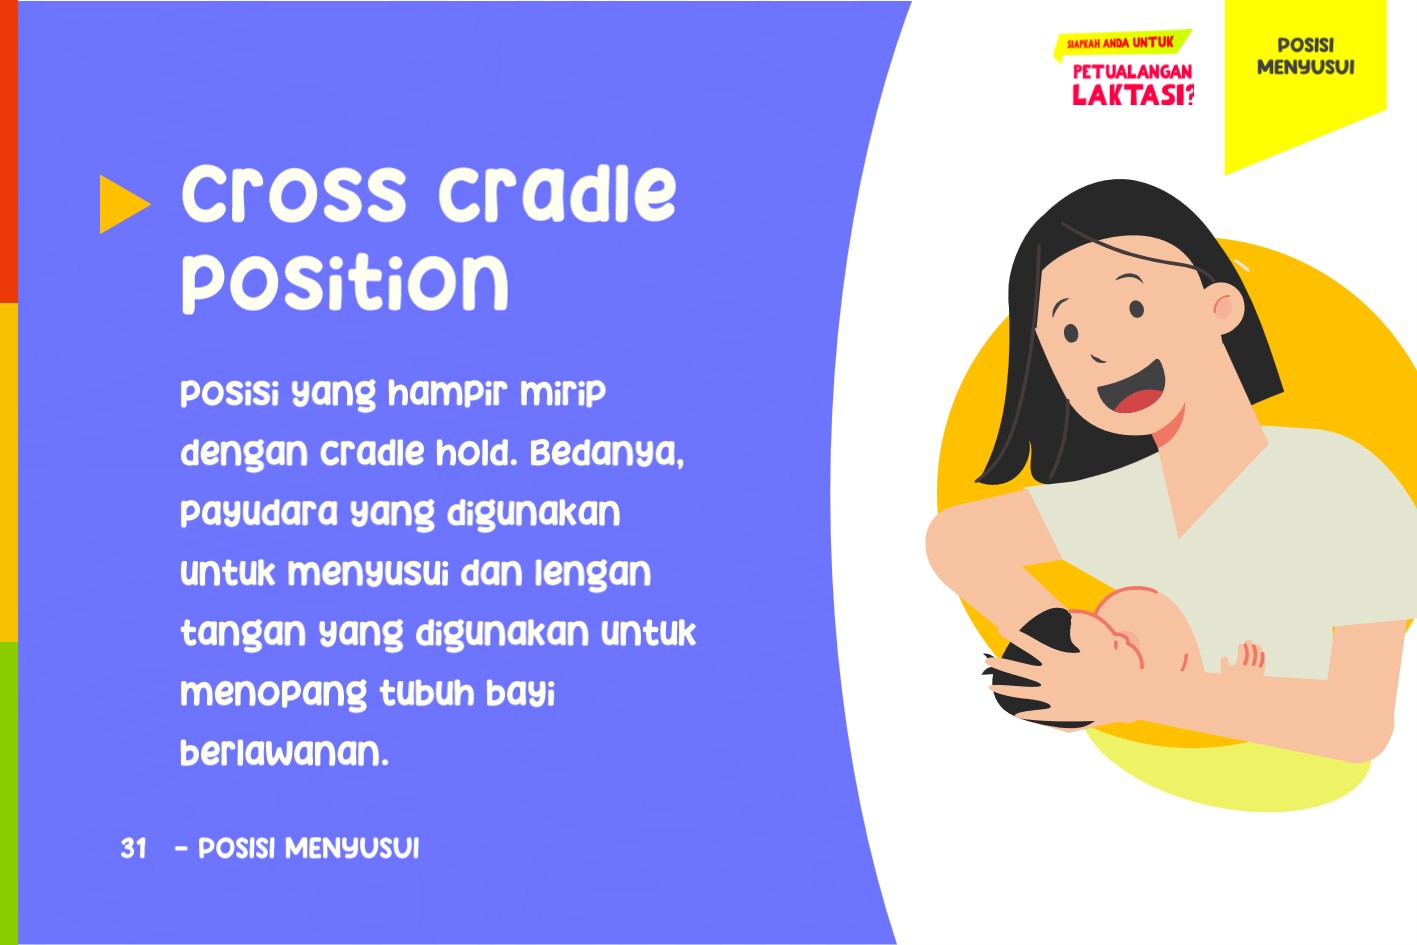 SIAPKAH ANDA UNTUK
PETUALANGAN
LAKTASI?
POSISI
MENYUSUI
Cross cradle
position
Posisi yang hampir mirip
dengan cradle hold. Bedanya,
payudara yang digunakan
untuk menyusui dan lengan
tangan yang digunakan untuk
menopang tubuh bayi
berlawanan.
31 - POSISI MENYUSUI